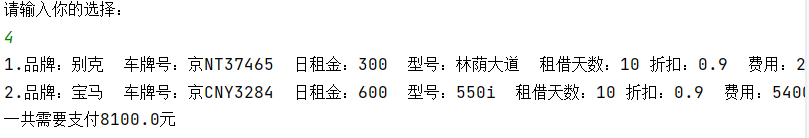 请输入你的选择：
4
1.品牌：别克  车牌号：京NT37465  日租金：300  型号：林荫大道  租借天数：10 折扣：0.9  费用：2
2.品牌：宝马  车牌号：京CNY3284  日租金：600  型号：550i  租借天数：10 折扣：0.9  费用：5400
一共需要支付8100.0元